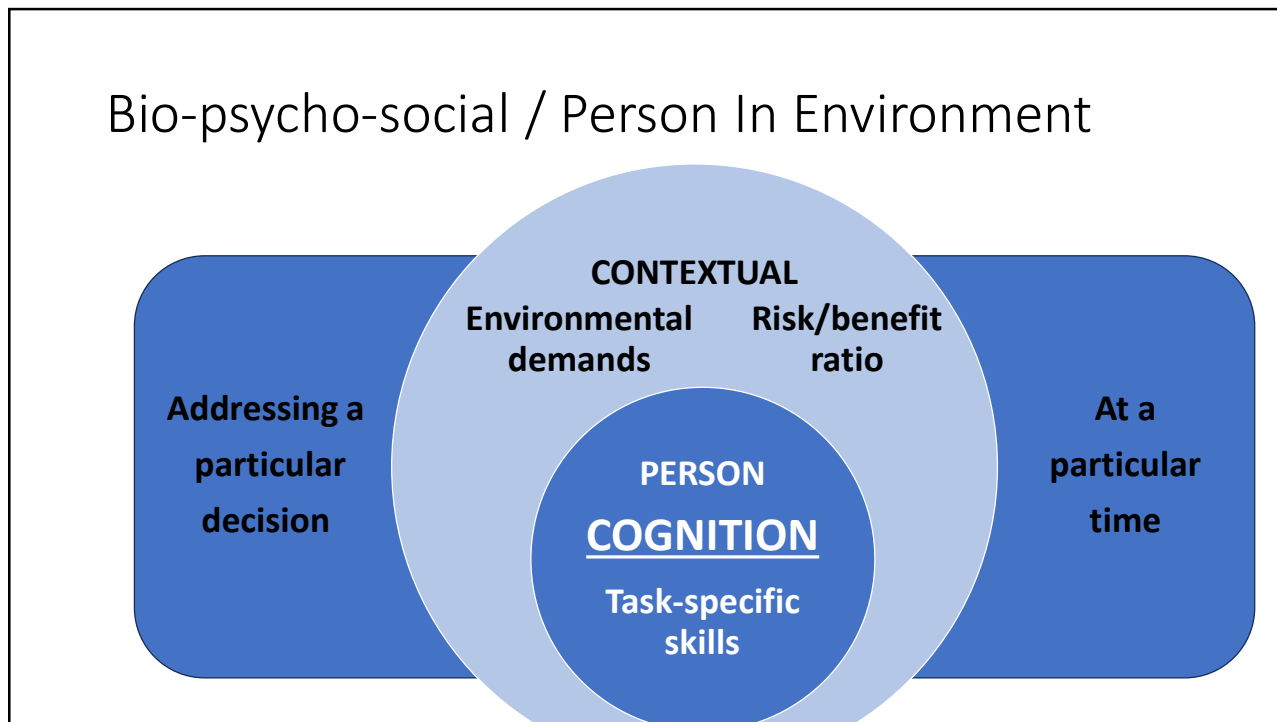 Bio-psycho-social / Person In Environment
CONTEXTUAL
Environmental
demands
Risk/benefit
ratio
Addressing a
particular
decision
PERSON
COGNITION
Task-specific
skills
At a
particular
time